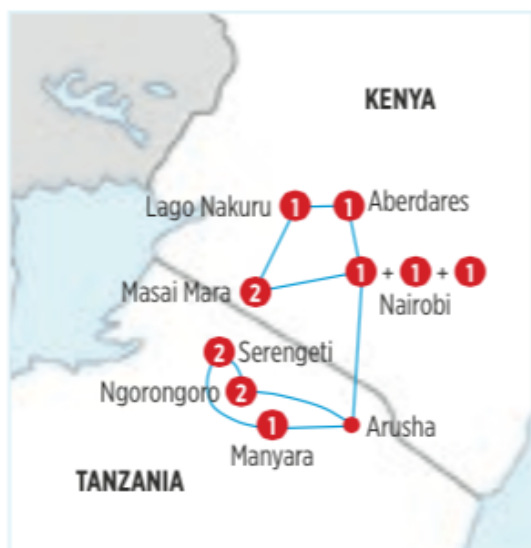 KENYA
Lago Nakuru 1 1 Aberdares
1 + 1 + 1
Masai Mara 2
Nairobi
2 Serengeti
Ngorongoro 2
1 Arusha
Manyara
TANZANIA